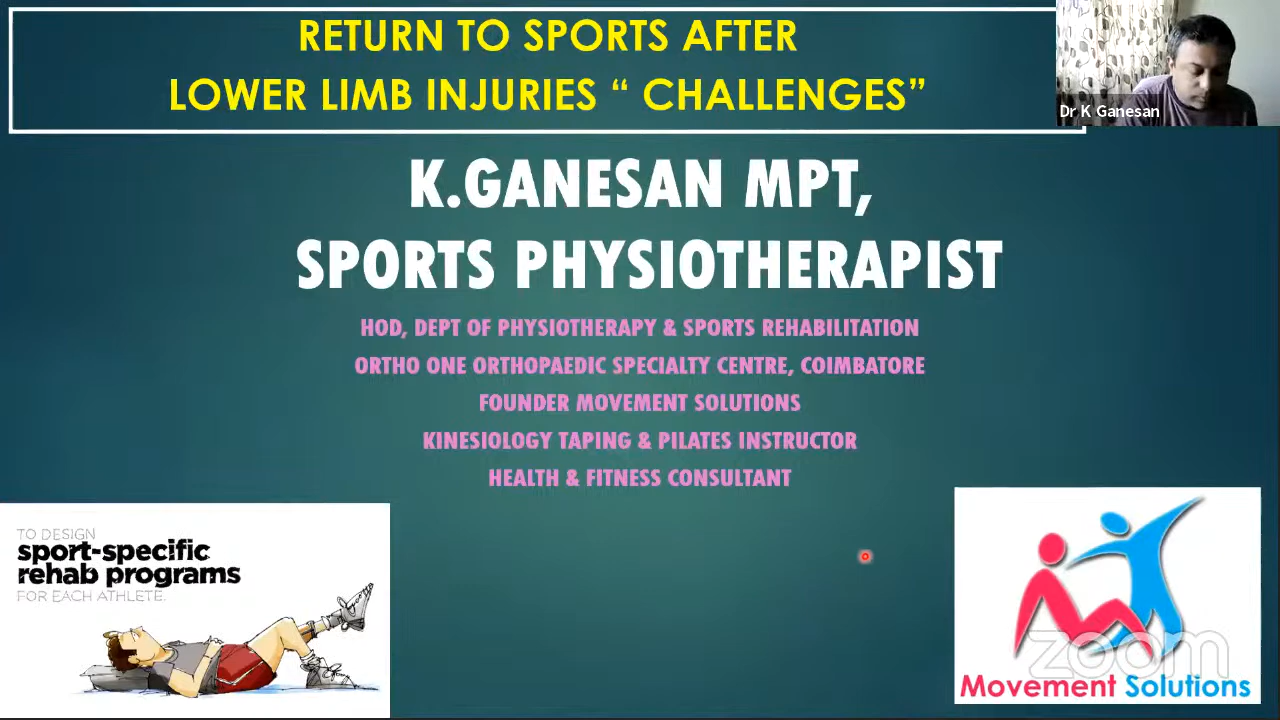 RETURN TO SPORTS AFTER
LOWER LIMB INJURIES “ CHALLENGES”
Dr K Ganesan
K.GANESAN MPT,
SPORTS PHYSIOTHERAPIST
HOD, DEPT OF PHYSIOTHERAPY & SPORTS REHABILITATION
ORTHO ONE ORTHOPAEDIC SPECIALTY CENTRE, COIMBATORE
FOUNDER MOVEMENT SOLUTIONS
KINESIOLOGY TAPING & PILATES INSTRUCTOR
HEALTH & FITNESS CONSULTANT
TO DESIGN
sport-specific
rehab programs
FOR EACH ATHLETE.
zoom
Movement Solutions